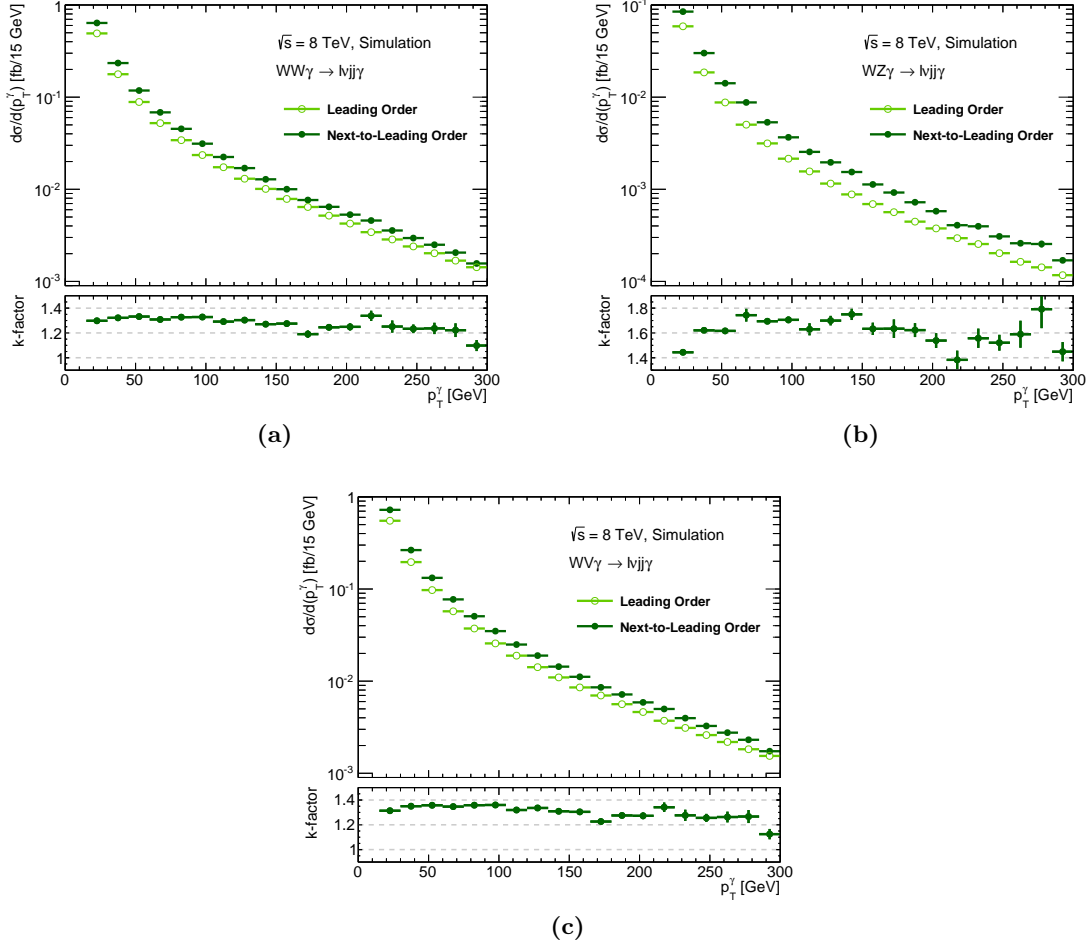 dσ/d(p_T^γ) [fb/15 GeV]
1
10⁻¹
10⁻²
10⁻³
√s = 8 TeV, Simulation
WWγ → lνjjγ
Leading Order
Next-to-Leading Order
k-factor
1.4
1.2
1
0 50 100 150 200 250 300
p_T^γ [GeV]
(a)
dσ/d(p_T^γ) [fb/15 GeV]
10⁻¹
10⁻²
10⁻³
10⁻⁴
√s = 8 TeV, Simulation
WZγ → lνjjγ
Leading Order
Next-to-Leading Order
k-factor
1.8
1.6
1.4
0 50 100 150 200 250 300
p_T^γ [GeV]
(b)
dσ/d(p_T^γ) [fb/15 GeV]
1
10⁻¹
10⁻²
10⁻³
√s = 8 TeV, Simulation
WVγ → lνjjγ
Leading Order
Next-to-Leading Order
k-factor
1.4
1.2
1
0 50 100 150 200 250 300
p_T^γ [GeV]
(c)